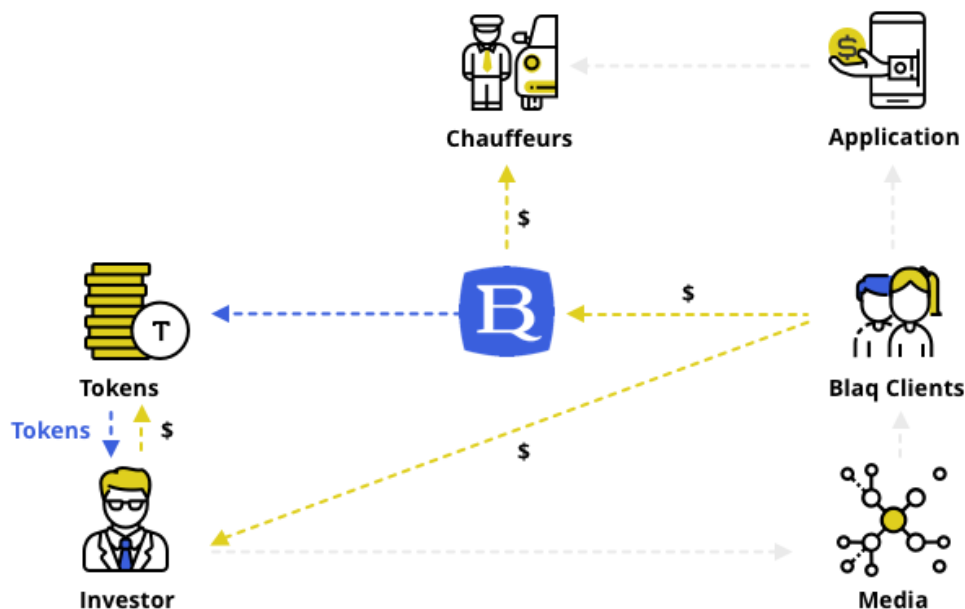 $
Chauffeurs
Application
$
$
B
T
Tokens
Blaq Clients
Tokens
$
$
Investor
Media